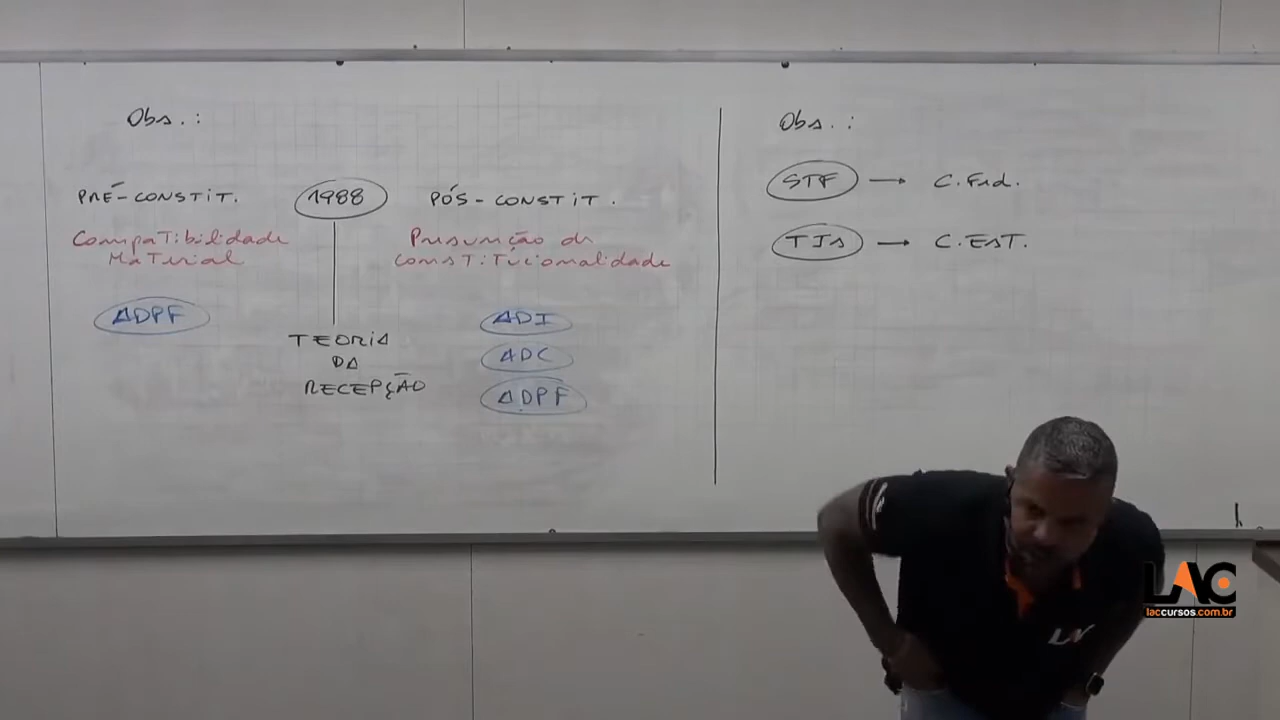 Obs.:
PRÉ-CONSTIT.
1988
PÓS-CONSTIT.
Compatibilidade
Material
Presunção de
constitucionalidade
ADPF
ADI
ADC
ADPF
TEORIA
DA
RECEPÇÃO
Obs.:
STF → C.Fed.
TJs → C.EST.
LAC
laccursos.com.br